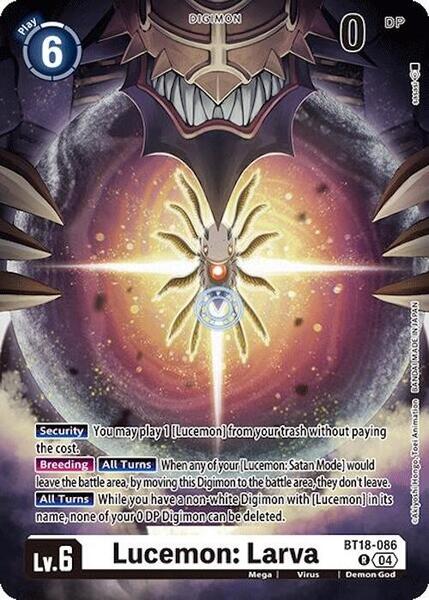 DIGIMON
Play
6
0 DP
sasasi
Security You may play 1 [Lucemon] from your trash without paying
the cost.
Breeding All Turns When any of your [Lucemon: Satan Mode] would
leave the battle area, by moving this Digimon to the battle area, they don't leave.
All Turns While you have a non-white Digimon with [Lucemon] in its
name, none of your 0 DP Digimon can be deleted.
©Akiyoshi Hongo, Toei Animation BANDAI MADE IN JAPAN
Lv.6
Lucemon: Larva
BT18-086
R 04
Mega Virus Demon God